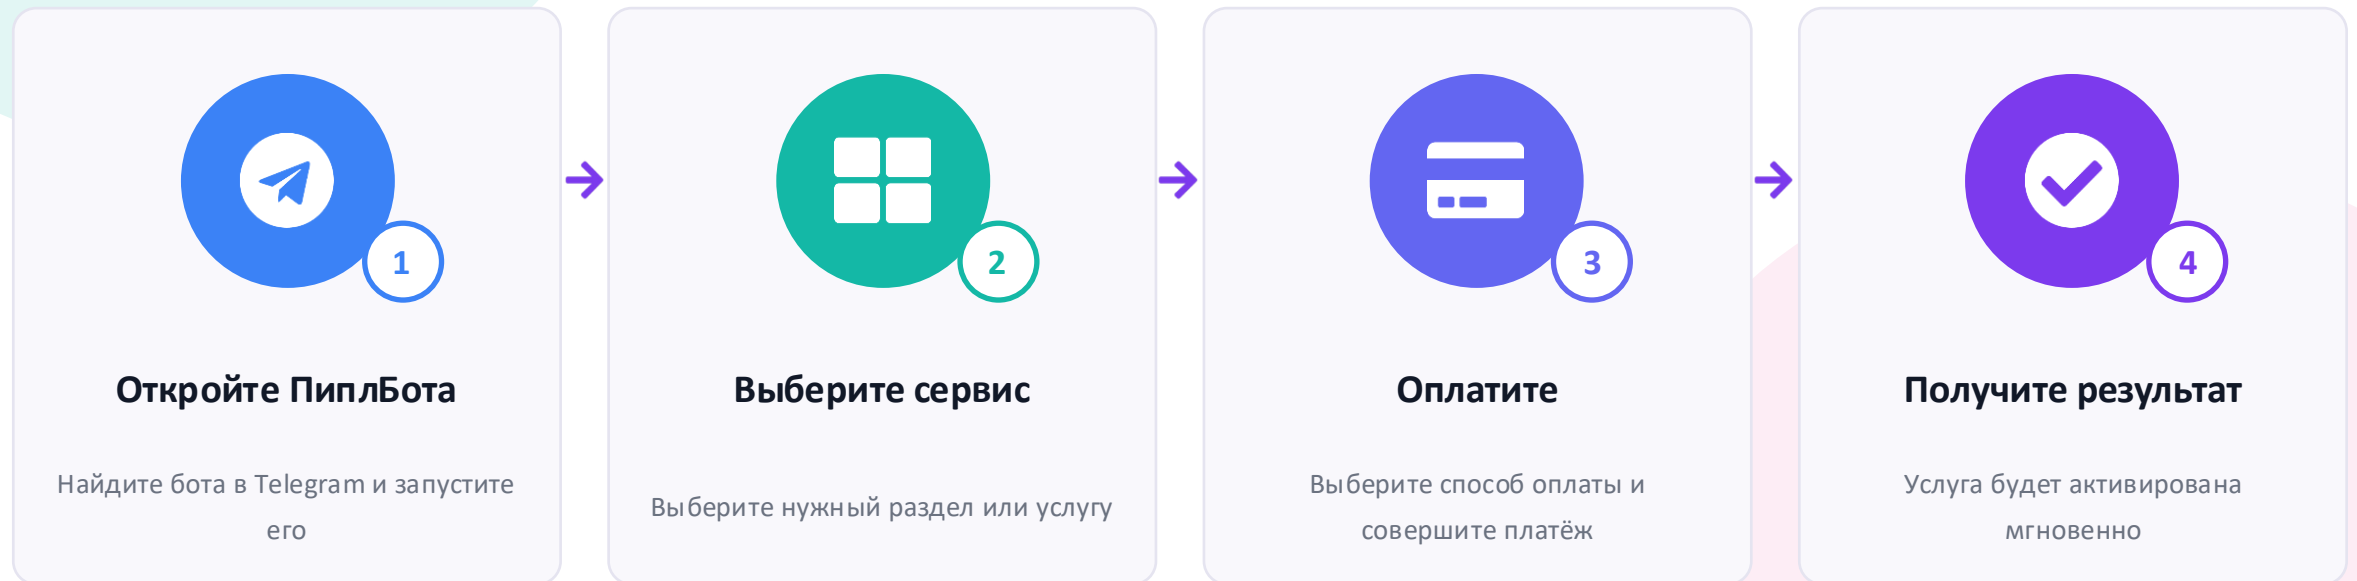 1
Откройте ПиплБота
Найдите бота в Telegram и запустите
его
2
Выберите сервис
Выберите нужный раздел или услугу
3
Оплатите
Выберите способ оплаты и
совершите платёж
4
Получите результат
Услуга будет активирована
мгновенно